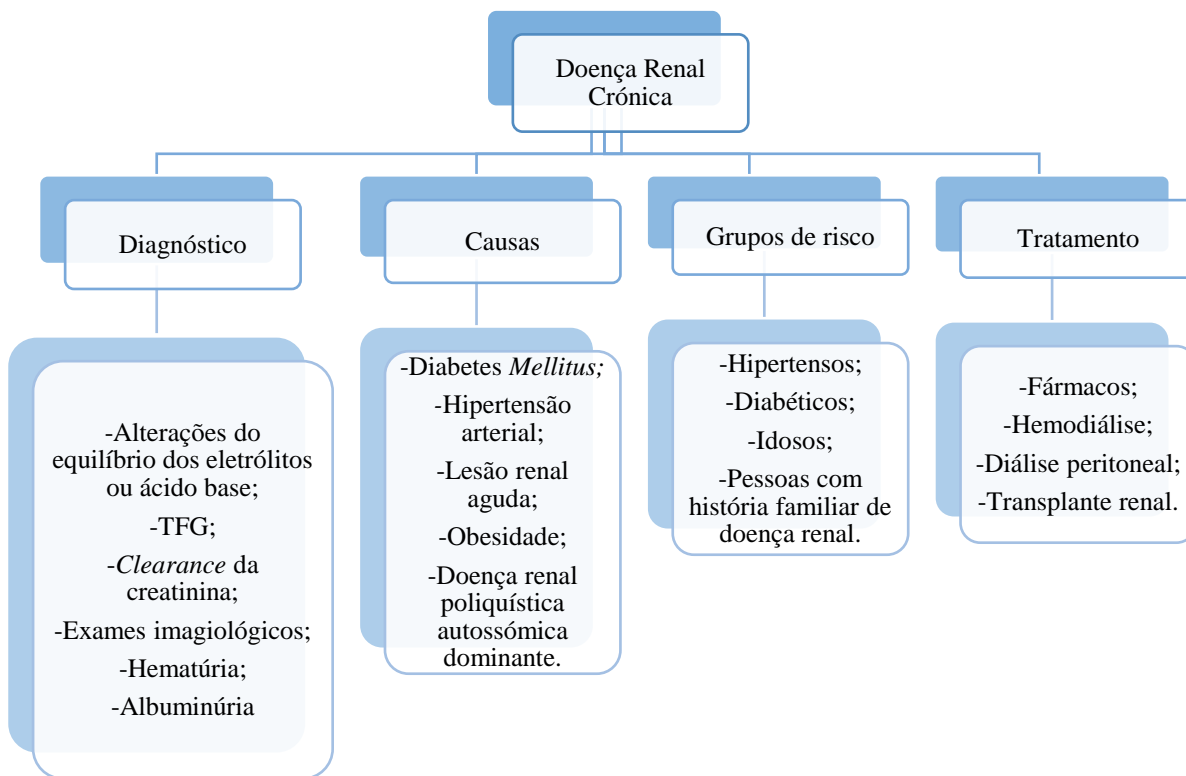 Doença Renal
Crónica
Diagnóstico
Causas
Grupos de risco
Tratamento
-Alterações do
equilíbrio dos eletrólitos
ou ácido base;
-TFG;
-Clearance da
creatinina;
-Exames imagiológicos;
-Hematúria;
-Albuminúria
-Diabetes Mellitus;
-Hipertensão
arterial;
-Lesão renal
aguda;
-Obesidade;
-Doença renal
poliquística
autossómica
dominante.
-Hipertensos;
-Diabéticos;
-Idosos;
-Pessoas com
história familiar de
doença renal.
-Fármacos;
-Hemodiálise;
-Diálise peritoneal;
-Transplante renal.